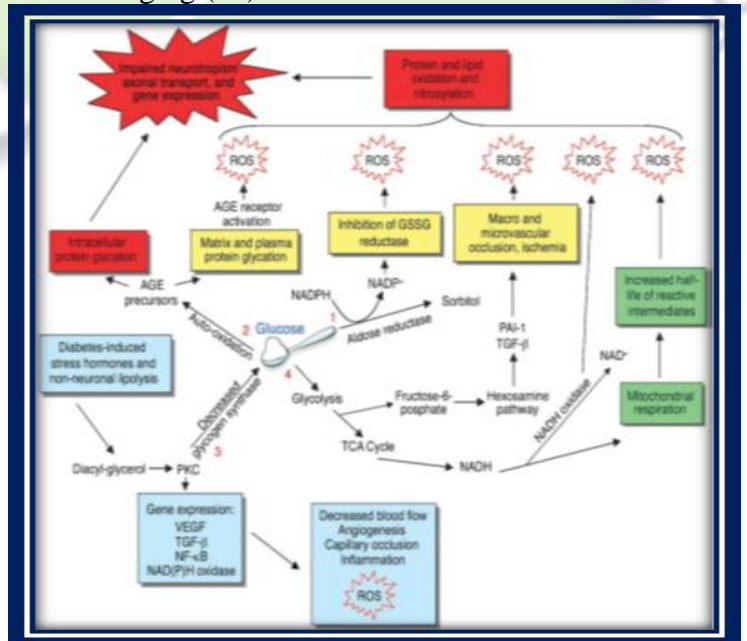 Impaired neurotropism
axonal transport, and
gene expression
Protein and lipid
oxidation and
nitrosylation
ROS
ROS
ROS
ROS
ROS
AGE receptor
activation
Inhibition of GSSG
reductase
Macro and
microvascular
occlusion, ischemia
Intracellular
protein glycation
Matrix and plasma
protein glycation
AGE
precursors
NADPH
NADP+
Sorbitol
Increased half-
life of reactive
intermediates
Auto-oxidation
2
Glucose
1
Aldose reductase
PAI-1
TGF-β
Diabetes-induced
stress hormones and
non-neuronal lipolysis
4
NAD+
Decreased
glycogen synthase
3
Glycolysis
Fructose-6-
posphate
Hexosamine
pathway
NADH oxidase
Mitochondrial
respiration
TCA Cycle
Diacyl-glycerol
PKC
NADH
Gene expression:
VEGF
TGF-β
NF-κB
NAD(P)H oxidase
Decreased blood flow
Angiogenesis
Capillary occlusion
Inflammation
ROS